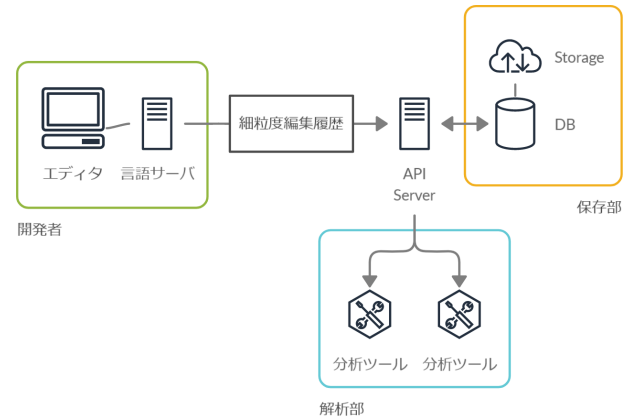 Storage
細粒度編集履歴
DB
エディタ
言語サーバ
API
Server
保存部
開発者
分析ツール
分析ツール
解析部